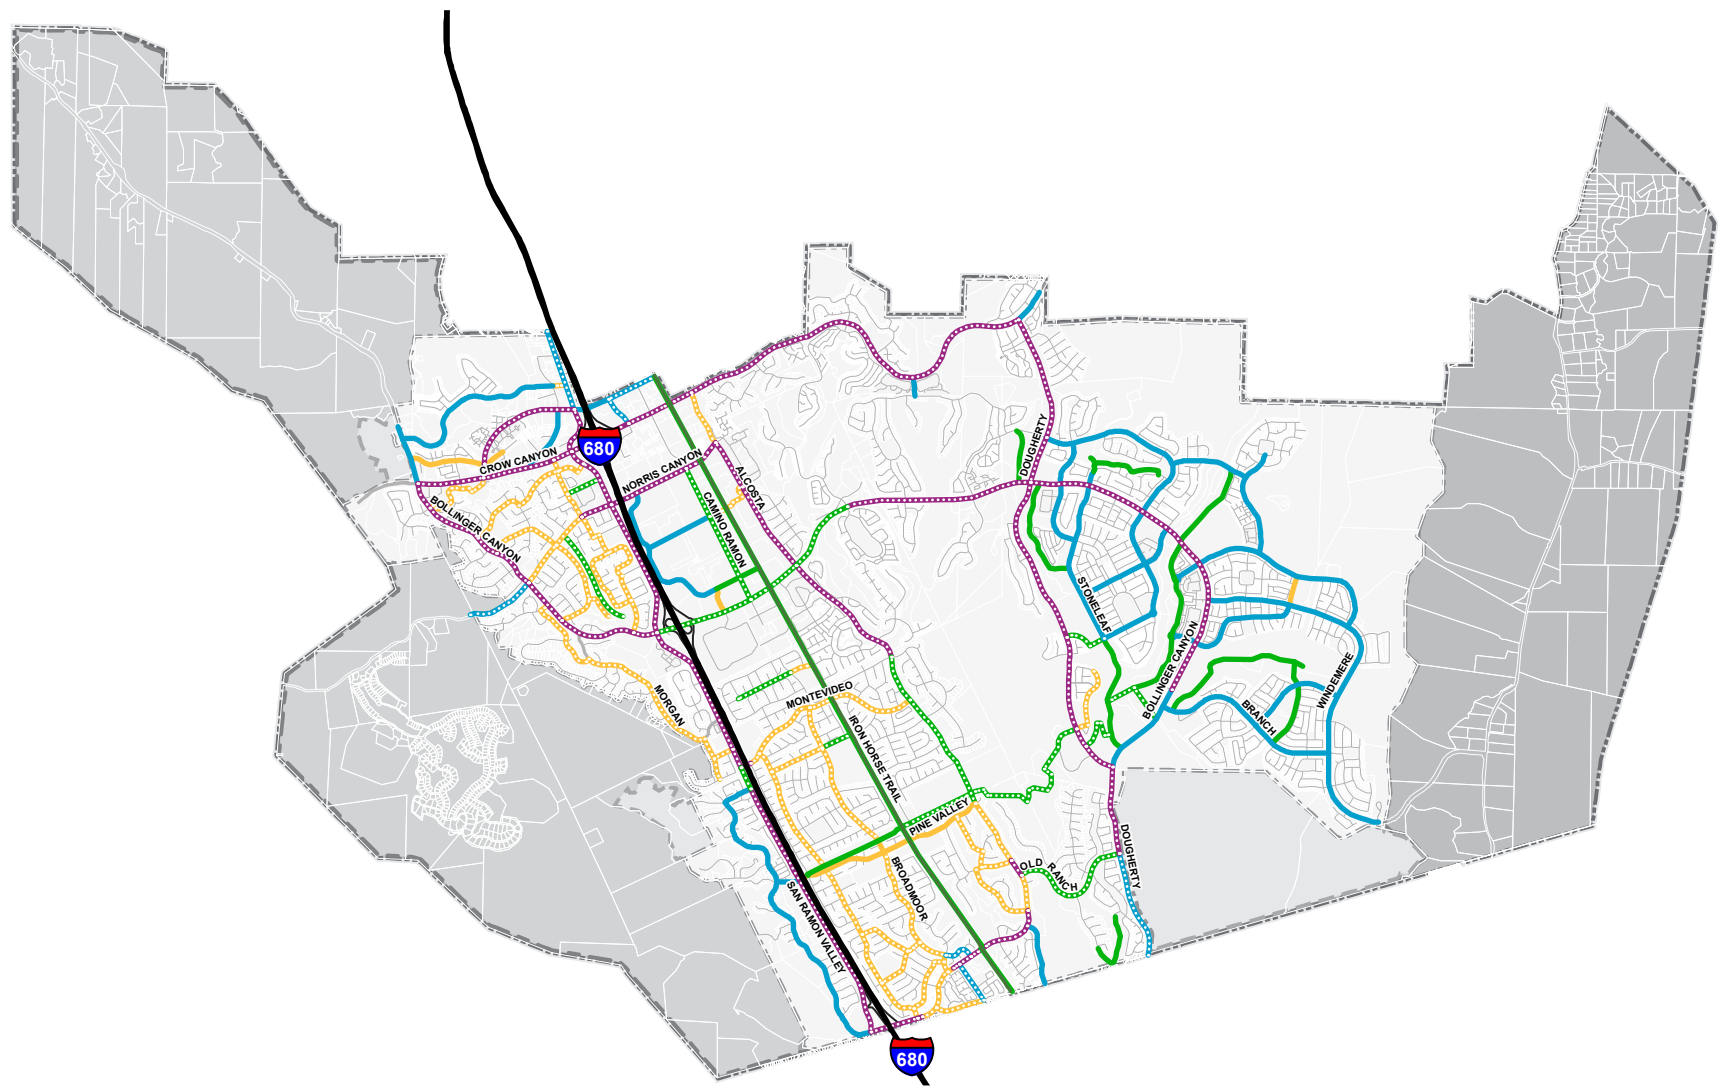 680
CROW CANYON
NORRIS CANYON
ALCOSTA
DOUGHERTY
BOLLINGER CANYON
CAMINO RAMON
STONELEAF
BOLLINGER CANYON
WINDEMERE
MORGAN
MONTEVIDEO
BRANCH
IRON HORSE TRAIL
PINE VALLEY
DOUGHERTY
OLD RANCH
BROADMOOR
SAN RAMON VALLEY
680